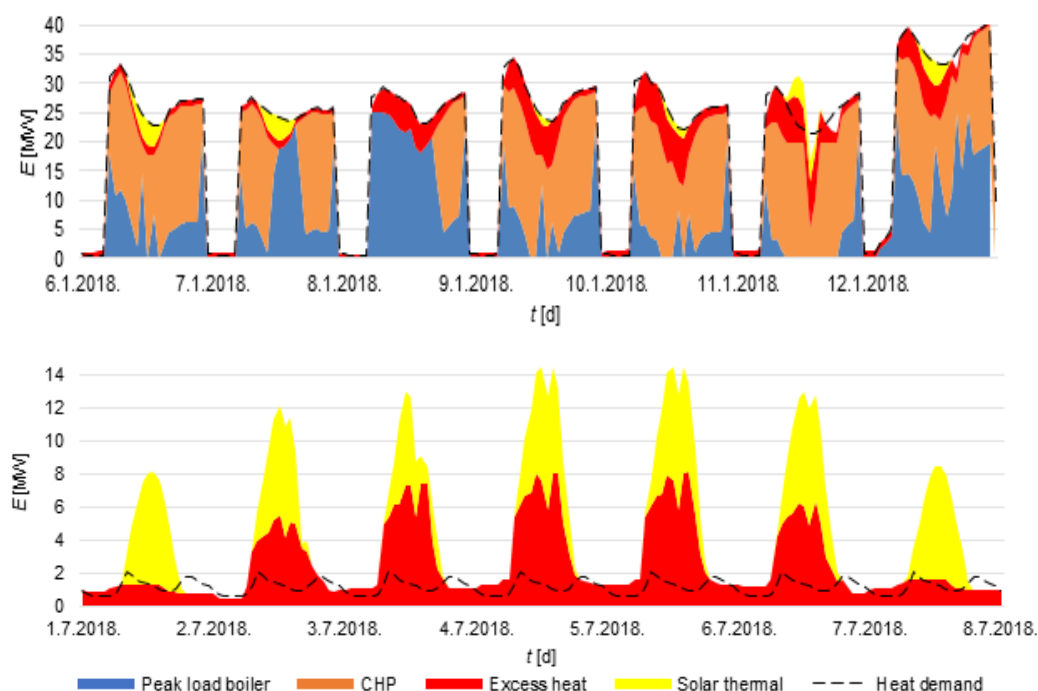 40
35
30
25
20
15
10
5
0
E [MW]
6.1.2018. 7.1.2018. 8.1.2018. 9.1.2018. 10.1.2018. 11.1.2018. 12.1.2018.
t [d]
14
12
10
8
6
4
2
0
E [MW]
1.7.2018. 2.7.2018. 3.7.2018. 4.7.2018. 5.7.2018. 6.7.2018. 7.7.2018. 8.7.2018.
t [d]
Peak load boiler CHP Excess heat Solar thermal Heat demand